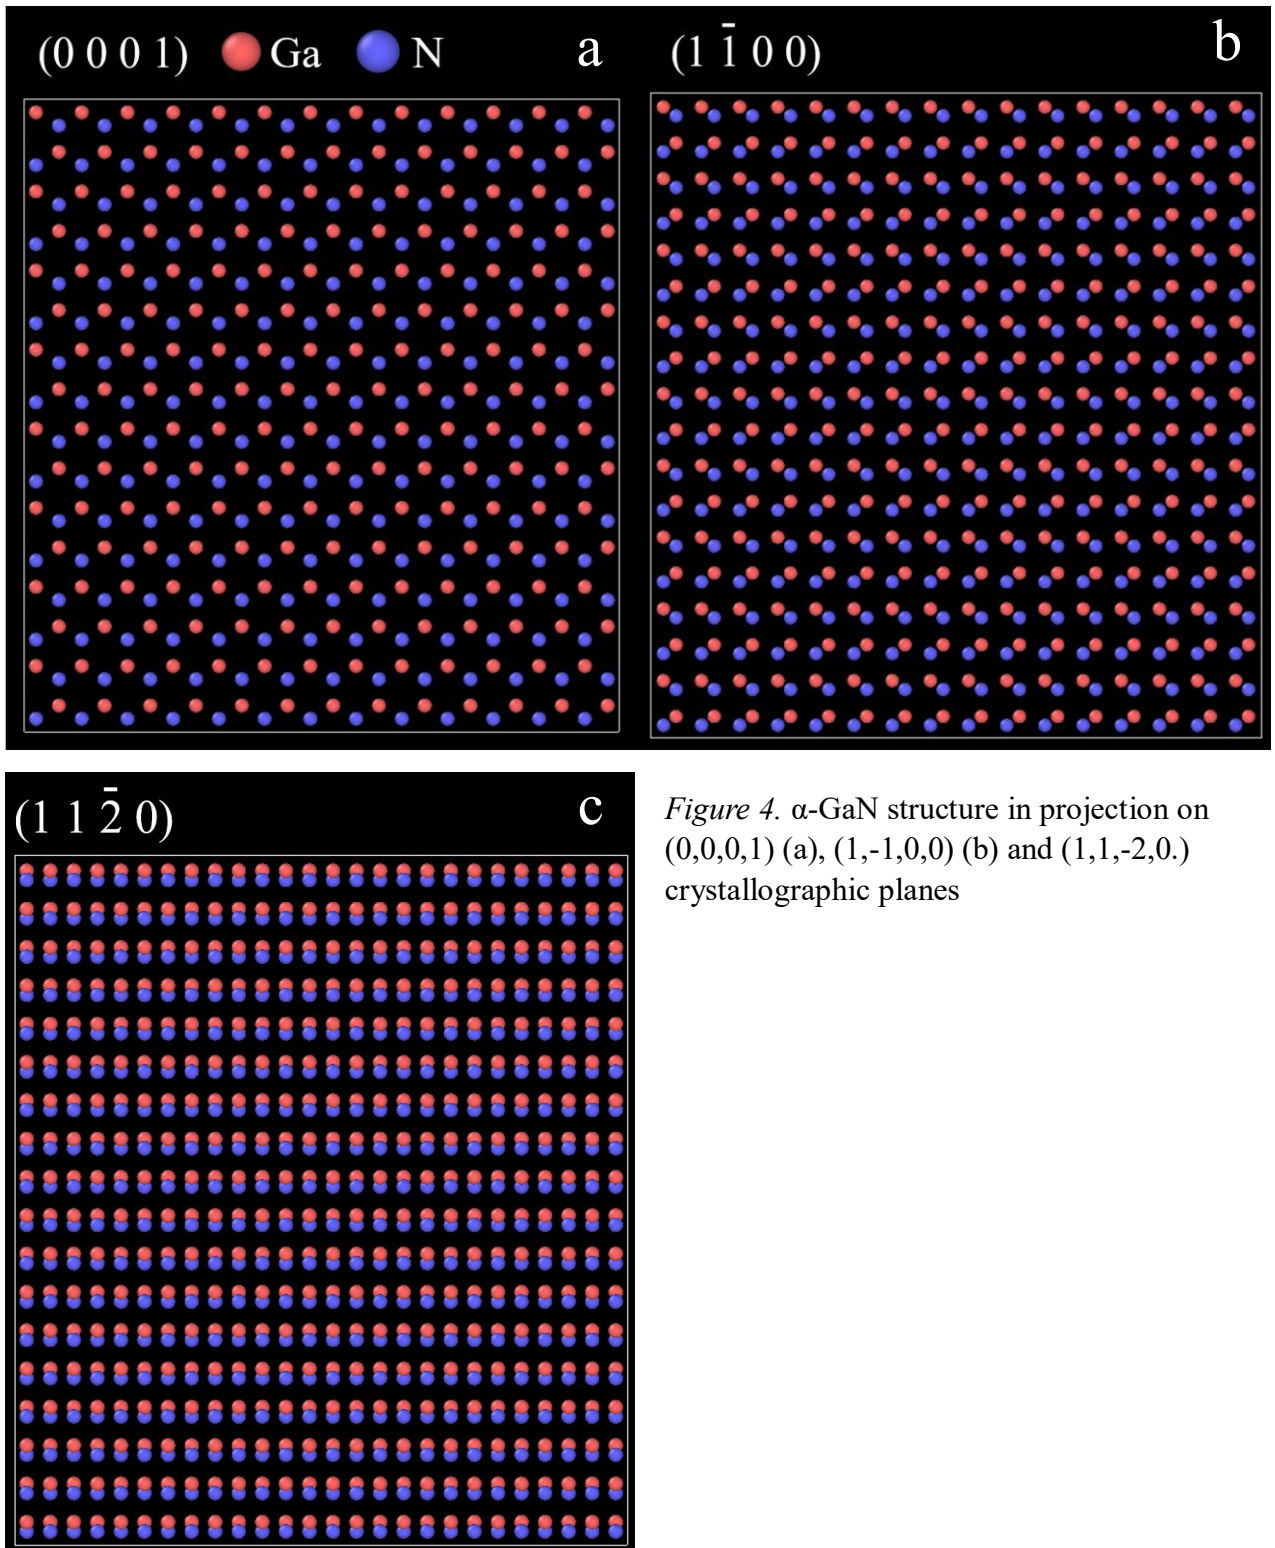 (0 0 0 1) Ga N a
(1 1̄ 0 0) b
(1 1 2̄ 0) c
Figure 4. α-GaN structure in projection on
(0,0,0,1) (a), (1,-1,0,0) (b) and (1,1,-2,0.)
crystallographic planes